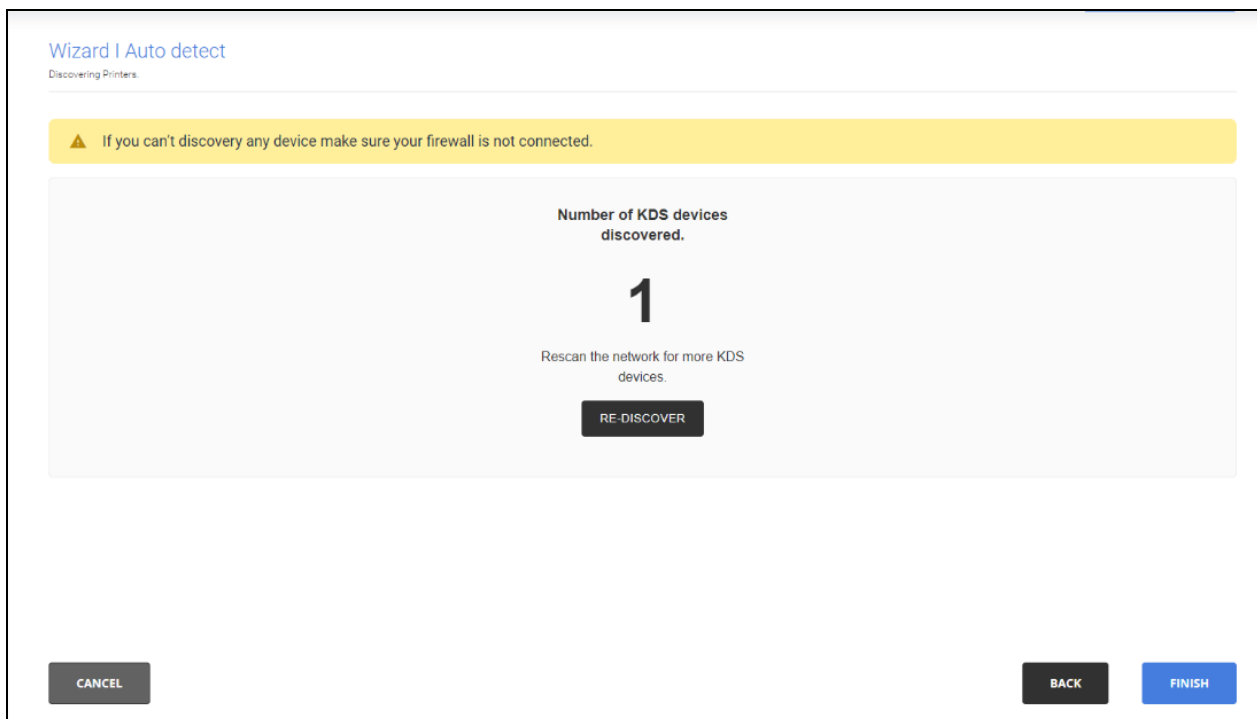 Wizard I Auto detect
Discovering Printers.
If you can't discovery any device make sure your firewall is not connected.
Number of KDS devices
discovered.
1
Rescan the network for more KDS
devices.
RE-DISCOVER
CANCEL
BACK
FINISH